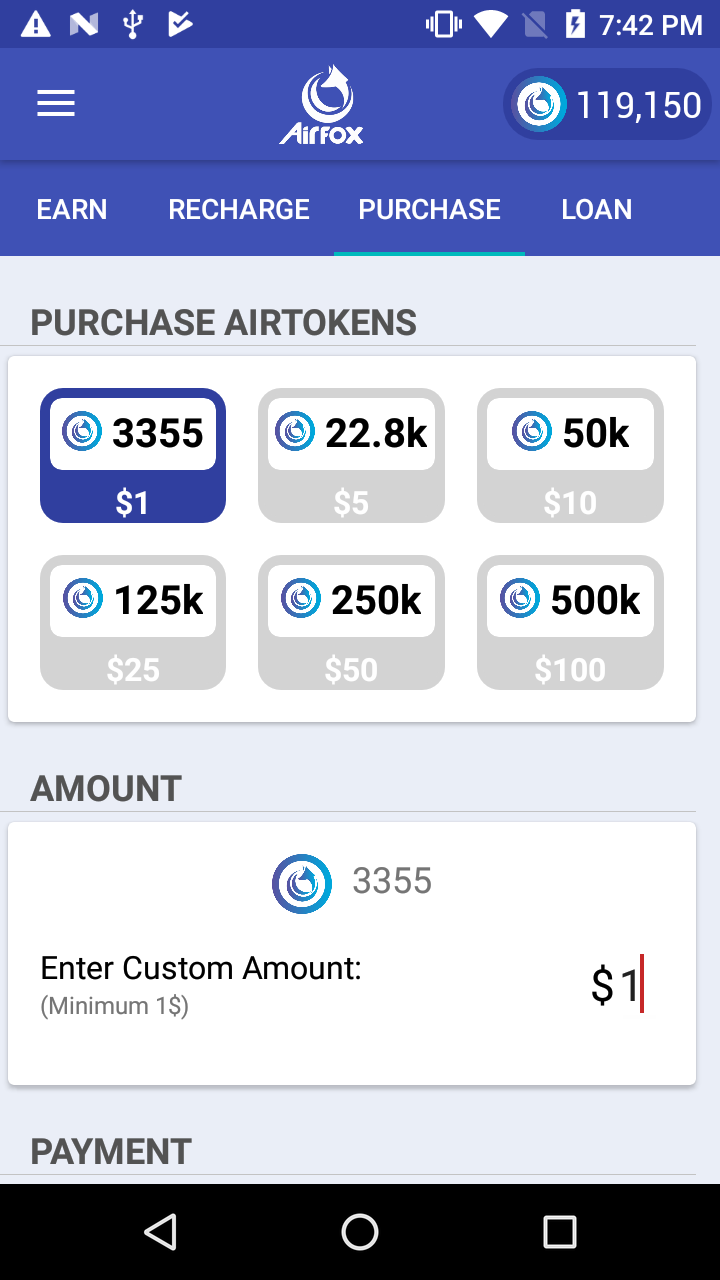 7:42 PM
AIRFOX
119,150
EARN RECHARGE PURCHASE LOAN
PURCHASE AIRTOKENS
3355 22.8k 50k
$1 $5 $10
125k 250k 500k
$25 $50 $100
AMOUNT
3355
Enter Custom Amount:
$ 1
(Minimum 1$)
PAYMENT